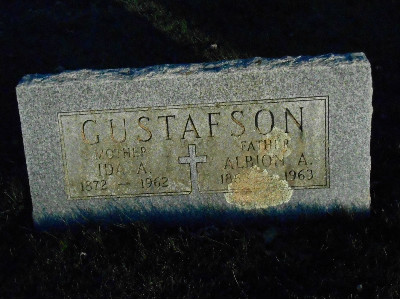 GUSTAFSON
MOTHER FATHER
IDA A. ALBION A.
1872 – 1962 1963